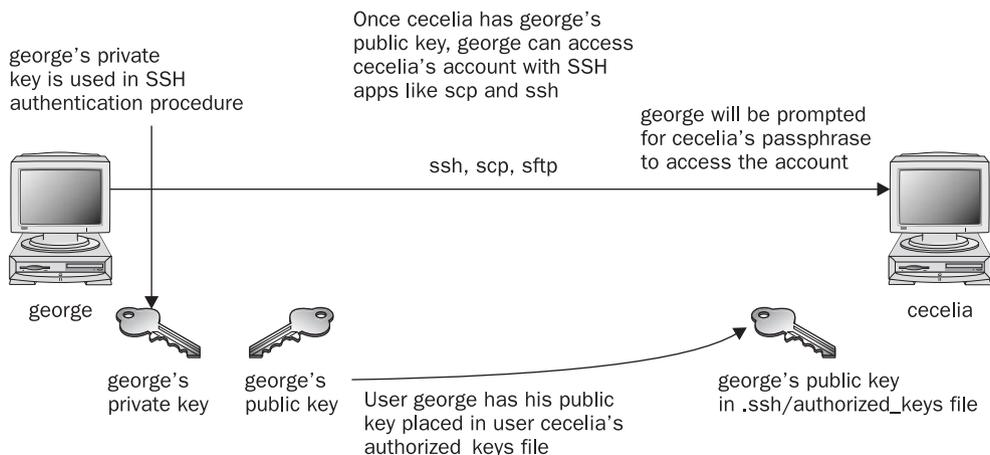 Once cecelia has george’s
public key, george can access
cecelia’s account with SSH
apps like scp and ssh
george’s private
key is used in SSH
authentication procedure
george will be prompted
for cecelia’s passphrase
to access the account
ssh, scp, sftp
george
cecelia
george’s
private key
george’s
public key
User george has his public
key placed in user cecelia’s
authorized_keys file
george’s public key
in .ssh/authorized_keys file